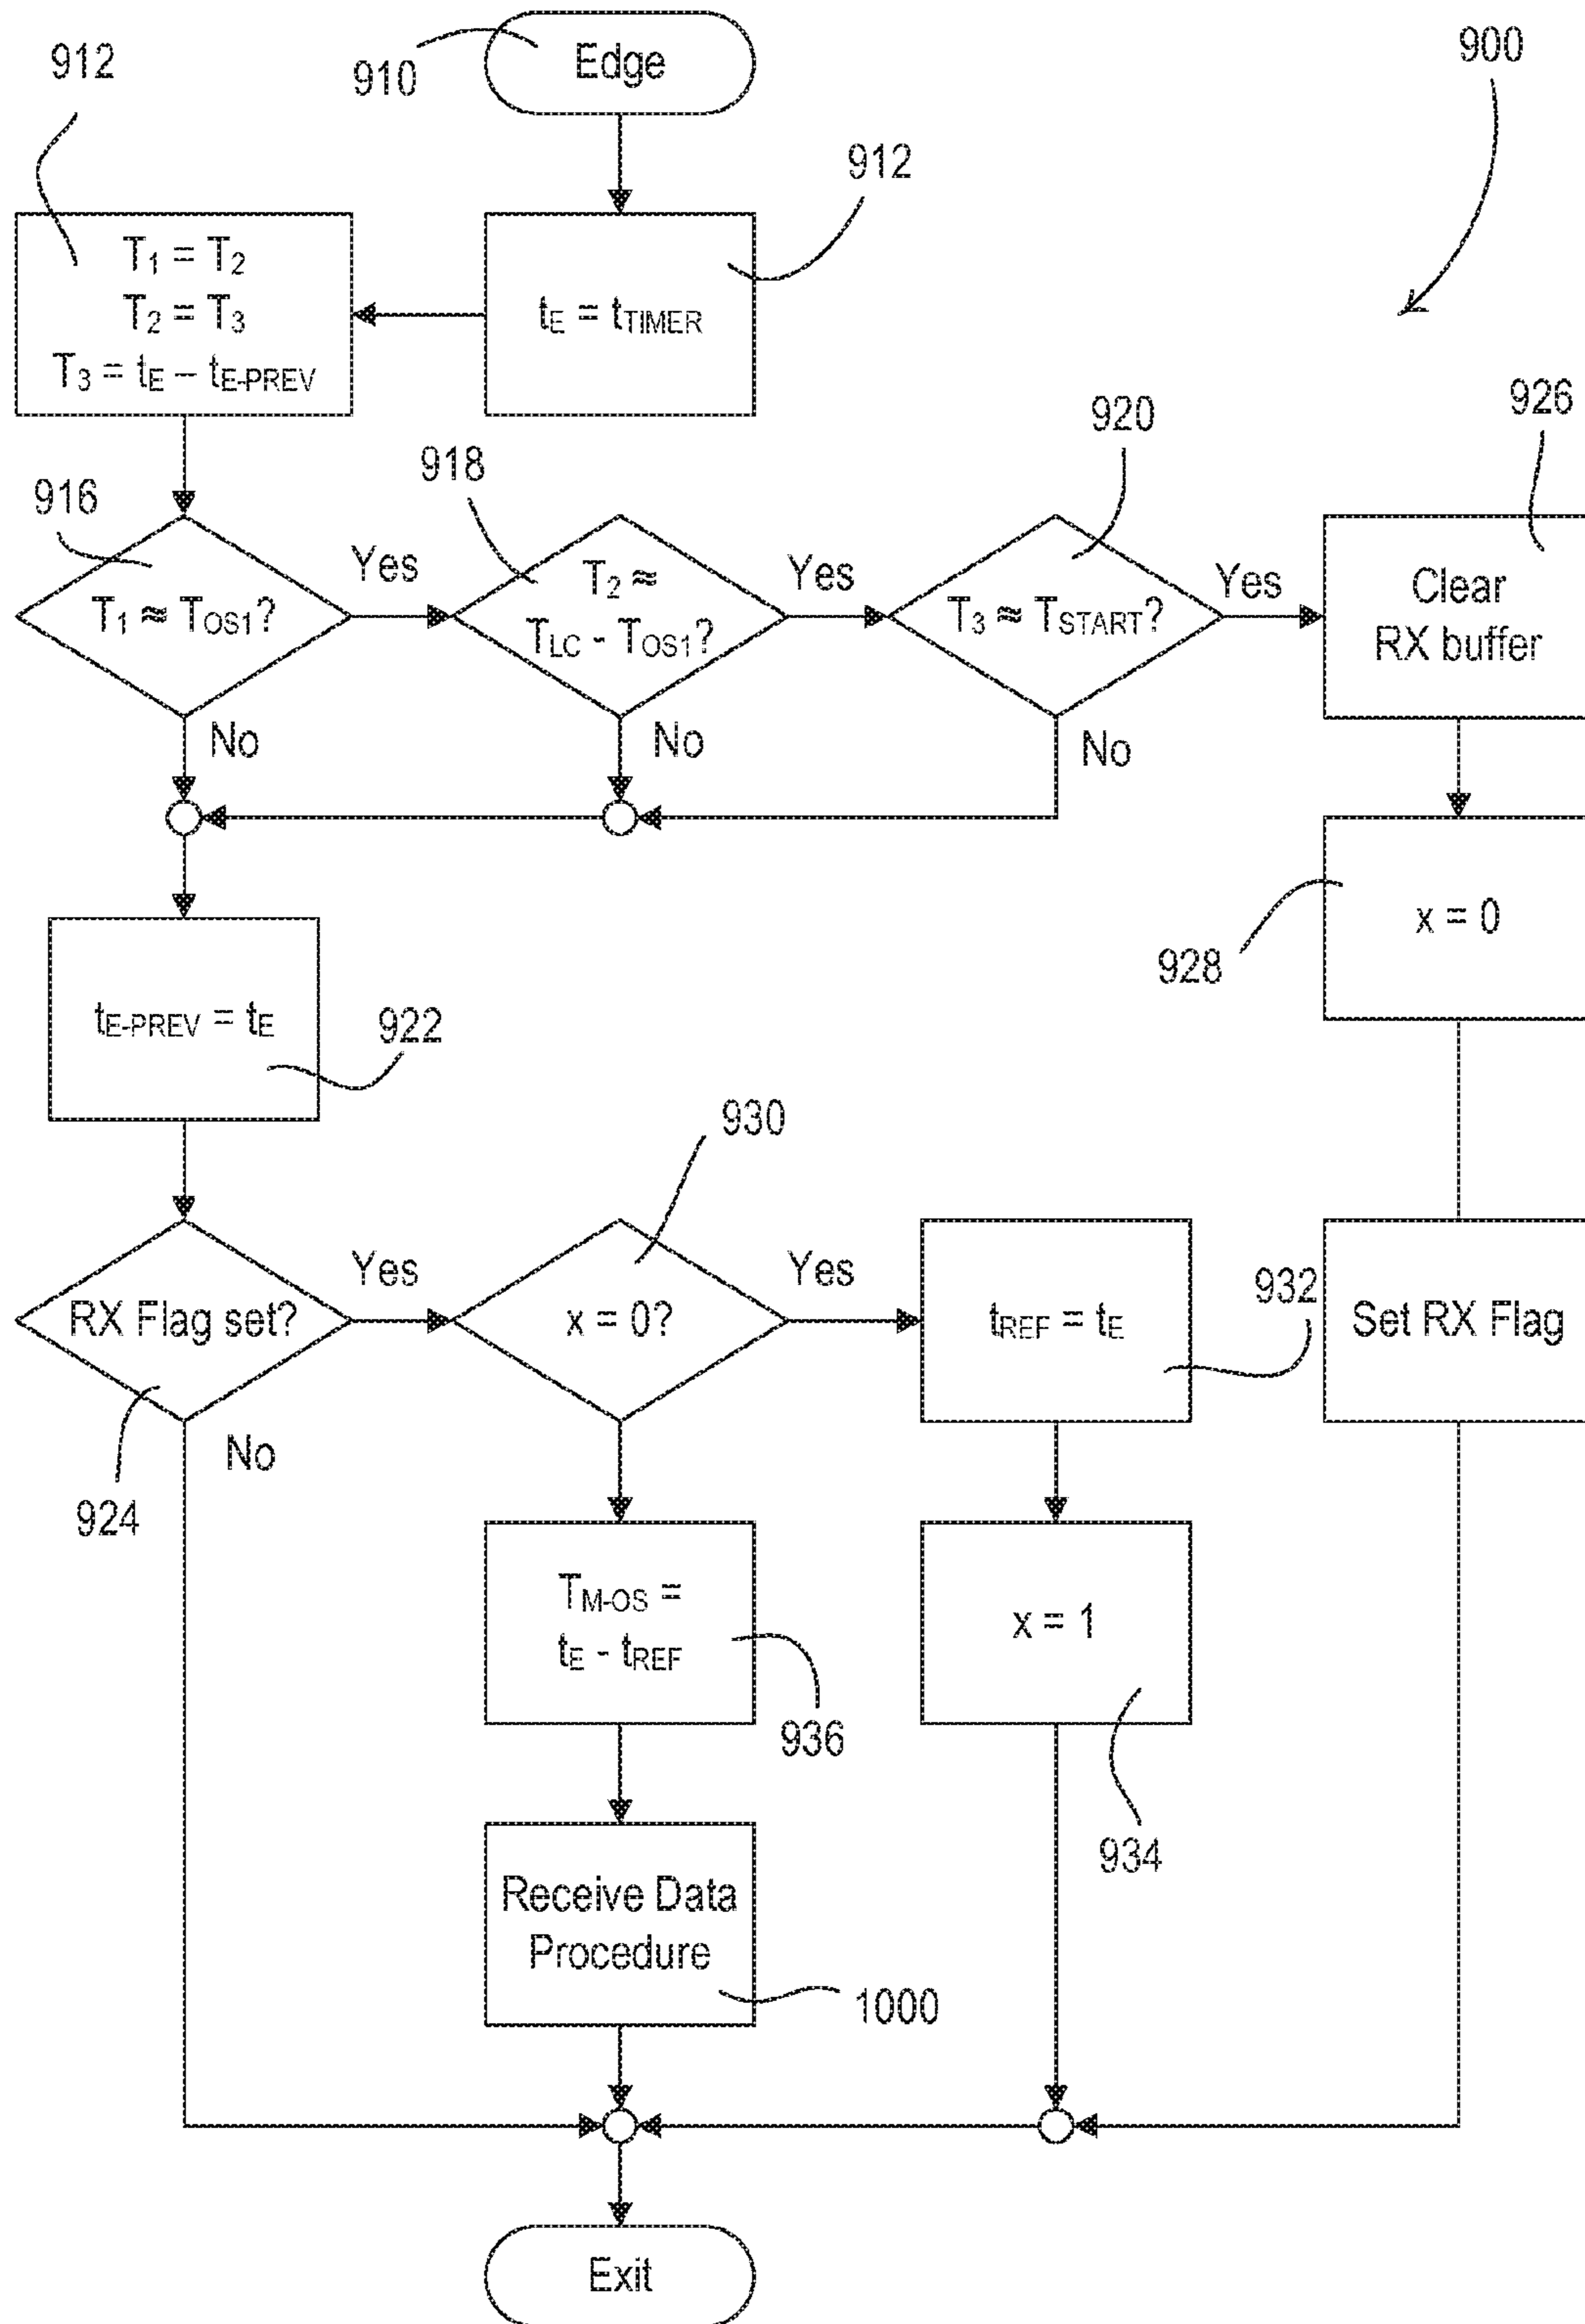 910
Edge
900
912
912
T₁ = T₂
T₂ = T₃
T₃ = tE – tE-PREV
tE = tTIMER
926
920
918
916
Yes
Yes
Yes
T₁ ≈ TOS1?
T₂ ≈
TLC - TOS1?
T₃ ≈ TSTART?
Clear
RX buffer
No
No
No
x = 0
928
tE-PREV = tE
922
930
Yes
Yes
932
RX Flag set?
x = 0?
tREF = tE
Set RX Flag
924
No
TM-OS =
tE - tREF
936
x = 1
934
Receive Data
Procedure
1000
Exit